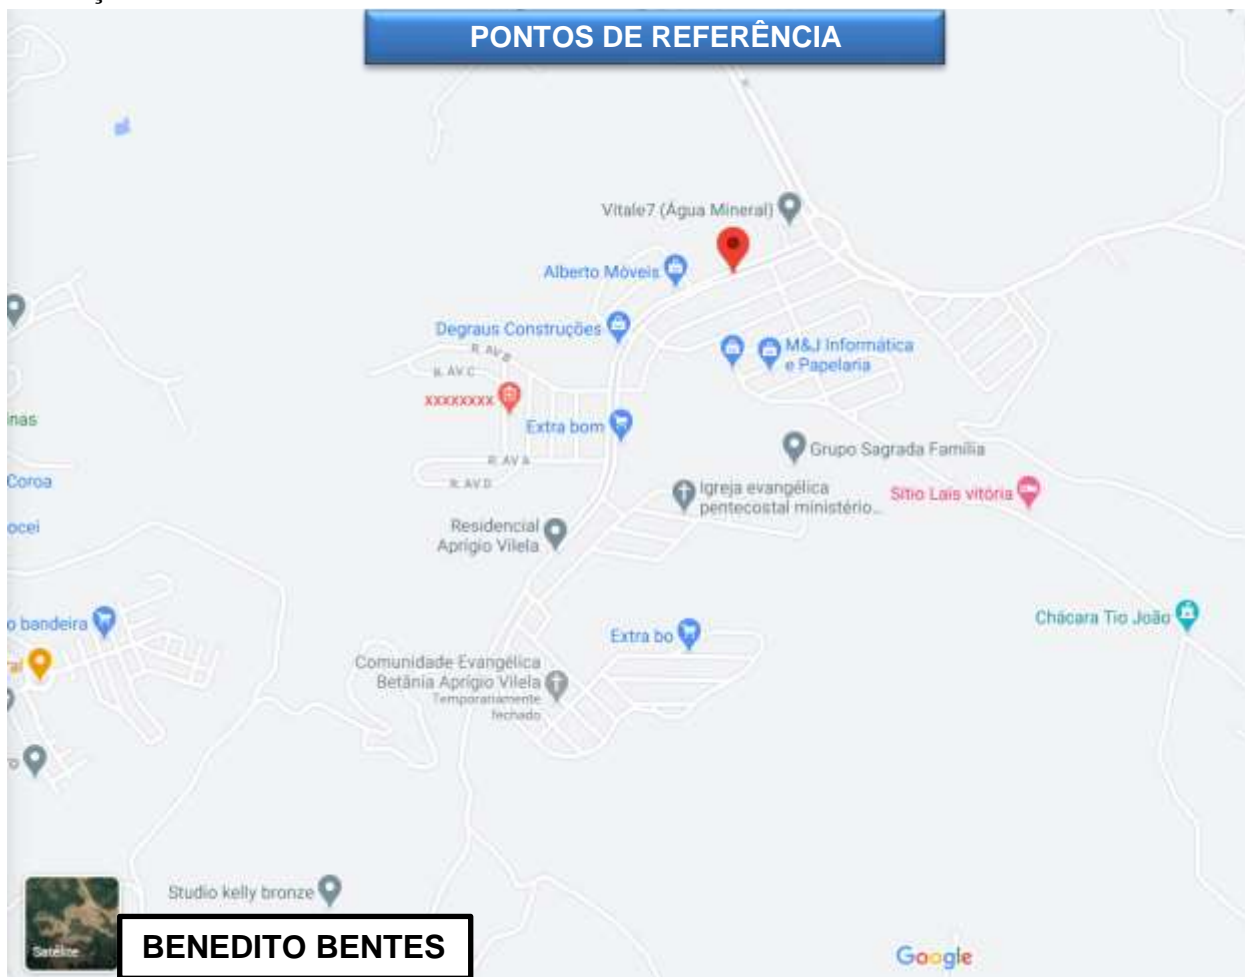 PONTOS DE REFERÊNCIA
Vitale7 (Água Mineral)
Alberto Móveis
Degraus Construções
M&J Informática
e Papelaria
R. AV B
R. AV C
xxxxxxxx
Extra bom
inas
Grupo Sagrada Família
R. AV A
R. AV D
Coroa
Igreja evangélica
pentecostal ministério...
Sítio Laís vitória
ocei
Residencial
Aprígio Vilela
o bandeira
Extra bo
Chácara Tio João
Comunidade Evangélica
Betânia Aprígio Vilela
Temporariamente
fechado
Studio kelly bronze
Satélite
BENEDITO BENTES
Google